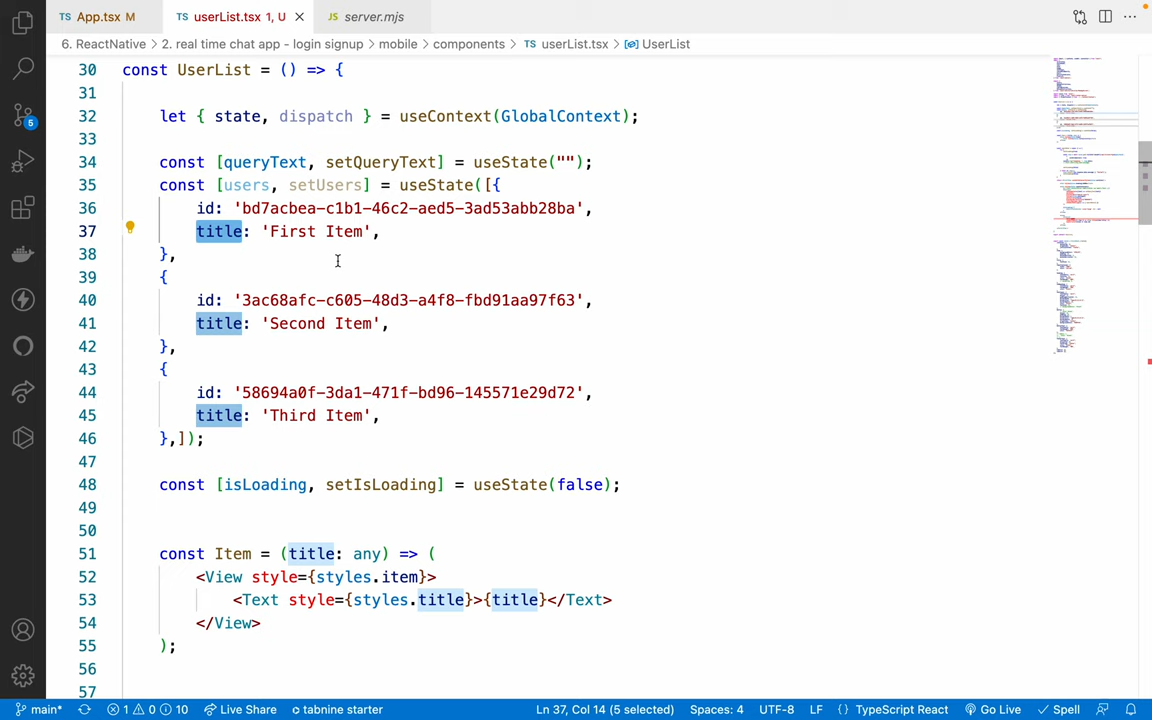 TS App.tsx M
TS userList.tsx 1, U
JS server.mjs
6. ReactNative > 2. real time chat app - login signup > mobile > components > TS userList.tsx > UserList
30 const UserList = () => {
31
32 let { state, dispatch } = useContext(GlobalContext);
33
34 const [queryText, setQueryText] = useState("");
35 const [users, setUsers] = useState([{
36 id: 'bd7acbea-c1b1-46c2-aed5-3ad53abb28ba',
37 title: 'First Item',
38 },
39 {
40 id: '3ac68afc-c605-48d3-a4f8-fbd91aa97f63',
41 title: 'Second Item',
42 },
43 {
44 id: '58694a0f-3da1-471f-bd96-145571e29d72',
45 title: 'Third Item',
46 },]);
47
48 const [isLoading, setIsLoading] = useState(false);
49
50
51 const Item = (title: any) => (
52 <View style={styles.item}>
53 <Text style={styles.title}>{title}</Text>
54 </View>
55 );
56
57
5
main* 1 0 10 Live Share tabnine starter Ln 37, Col 14 (5 selected) Spaces: 4 UTF-8 LF {} TypeScript React Go Live Spell